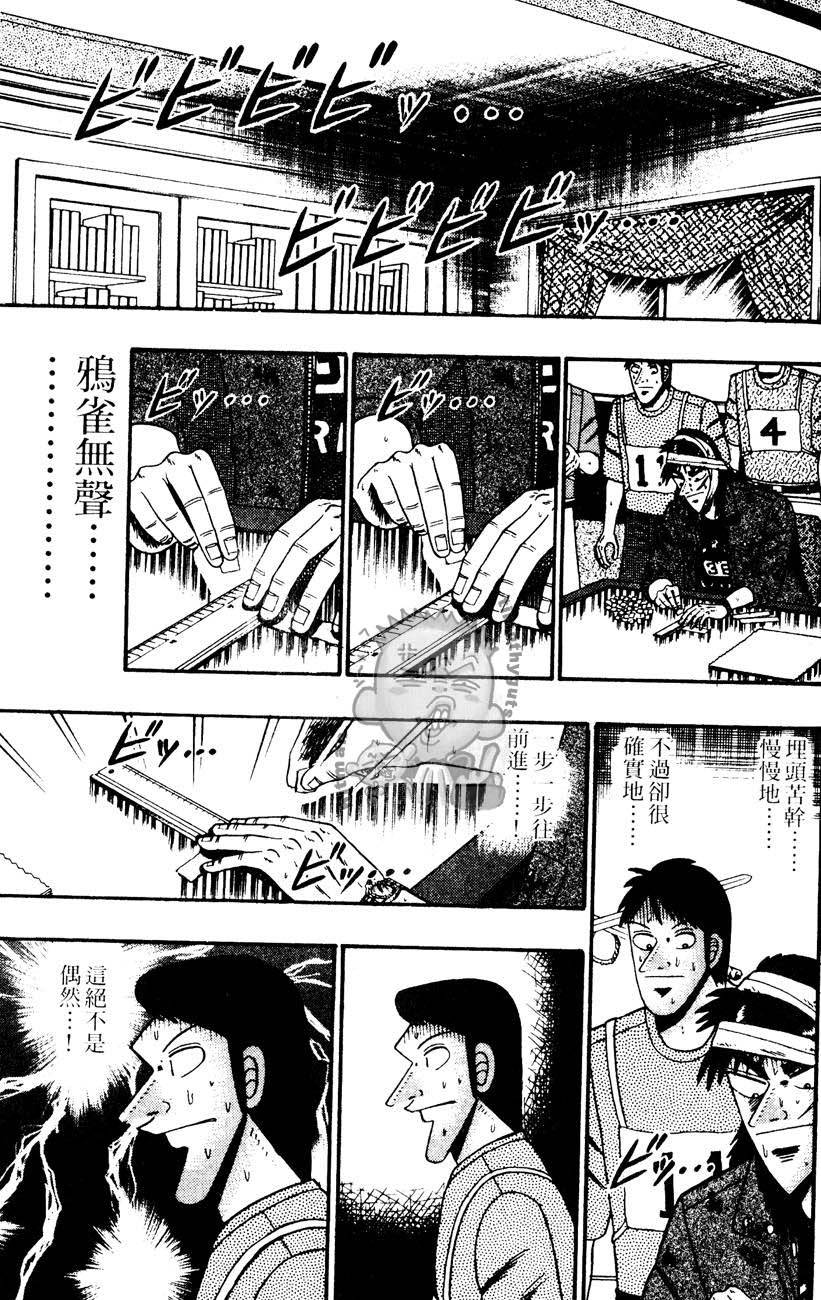 ビビビビッ…
ビビビビッ…
4
11
ビッ…
ビッ…
鴉雀無聲……
…………
埋頭苦幹……
慢慢地……
不過卻很
確實地……
一步一步往
前進……！
ビッ…
ビッ…
ビッ…
11
這絕不是
偶然…！